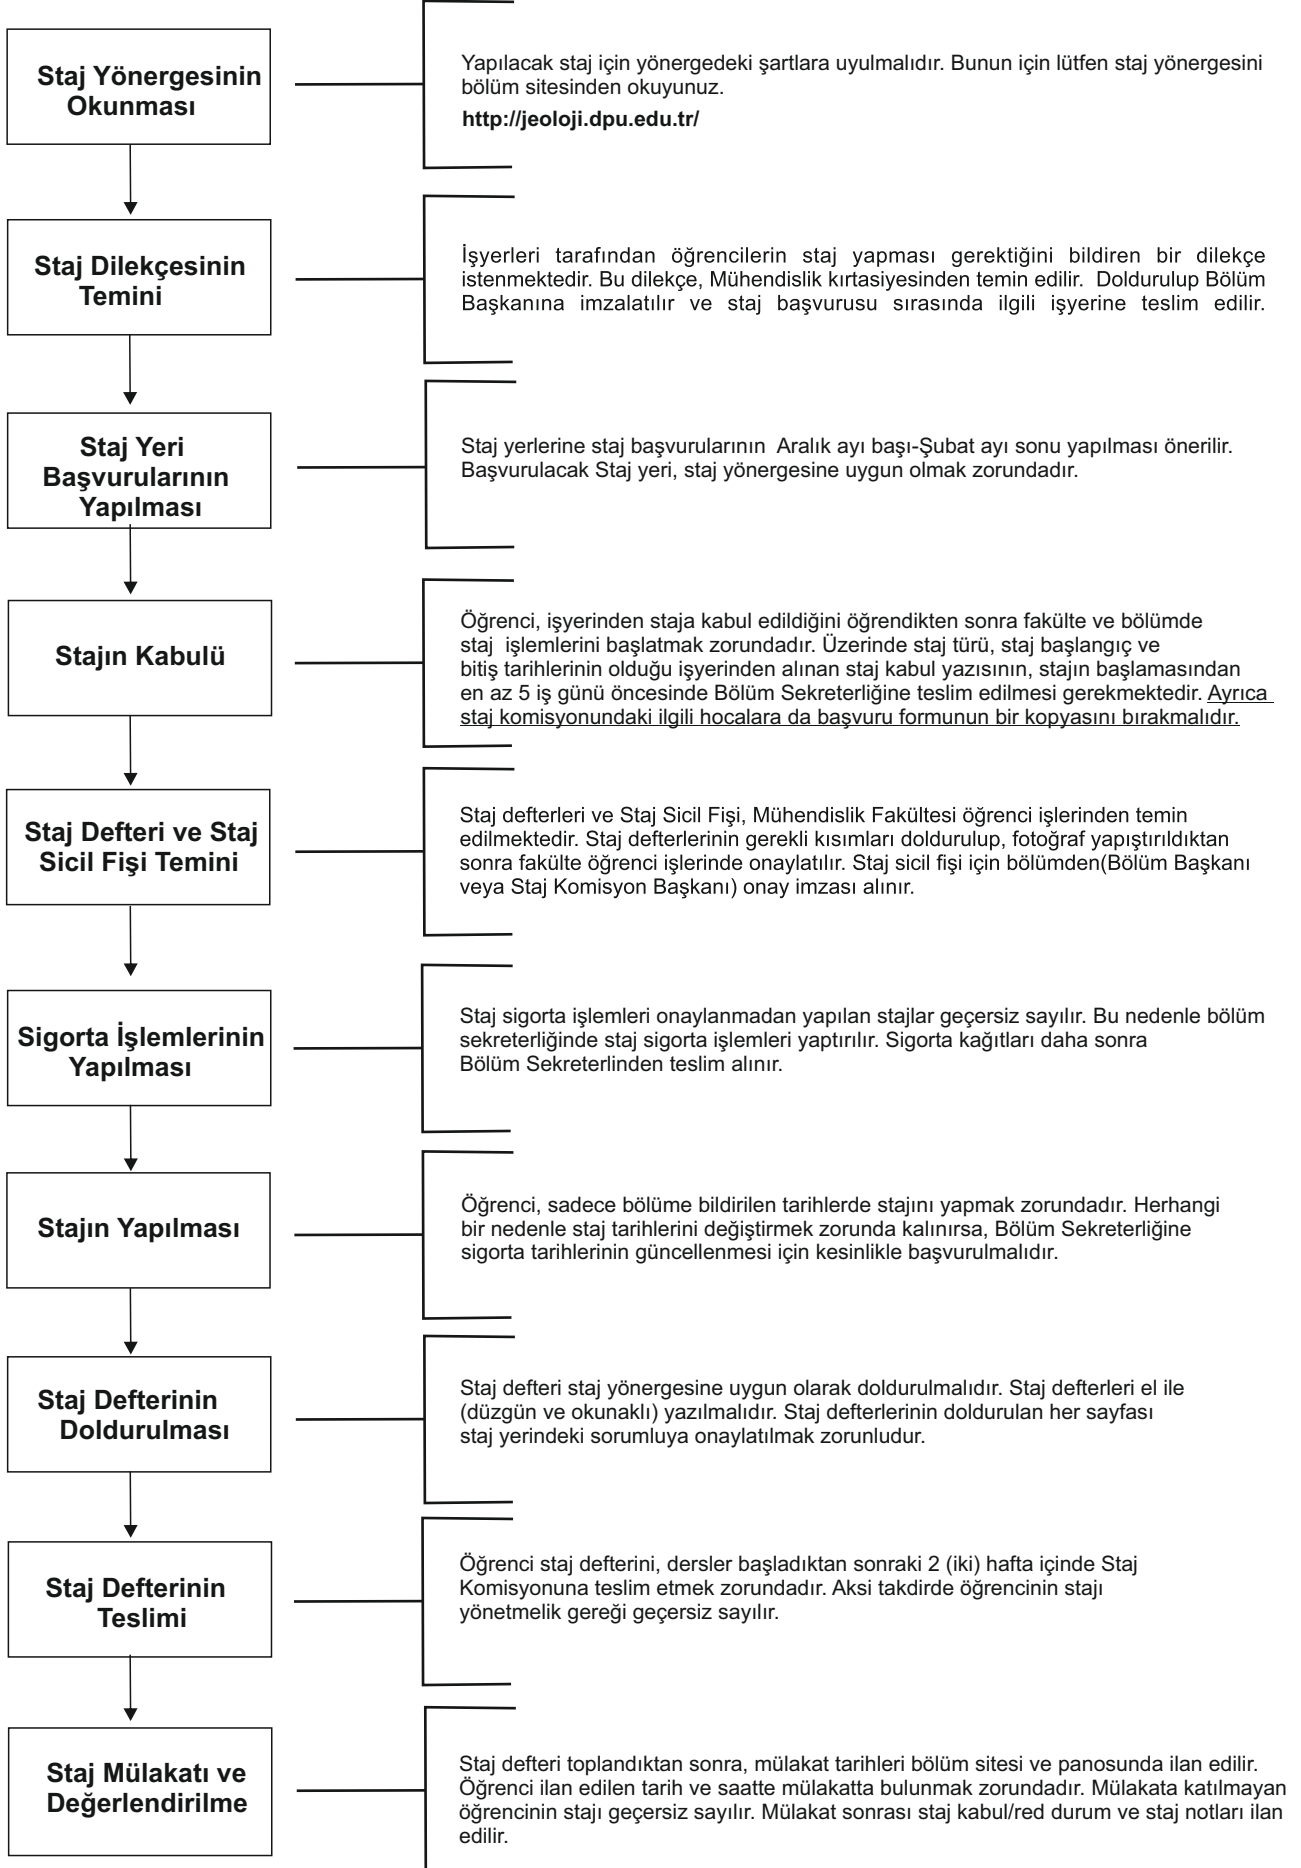 Staj Yönergesinin
Okunması
Yapılacak staj için yönergedeki şartlara uyulmalıdır. Bunun için lütfen staj yönergesini
bölüm sitesinden okuyunuz.
http://jeoloji.dpu.edu.tr/
Staj Dilekçesinin
Temini
İşyerleri tarafından öğrencilerin staj yapması gerektiğini bildiren bir dilekçe
istenmektedir. Bu dilekçe, Mühendislik kırtasiyesinden temin edilir. Doldurulup Bölüm
Başkanına imzalatılır ve staj başvurusu sırasında ilgili işyerine teslim edilir.
Staj Yeri
Başvurularının
Yapılması
Staj yerlerine staj başvurularının Aralık ayı başı-Şubat ayı sonu yapılması önerilir.
Başvurulacak Staj yeri, staj yönergesine uygun olmak zorundadır.
Stajın Kabulü
Öğrenci, işyerinden staja kabul edildiğini öğrendikten sonra fakülte ve bölümde
staj işlemlerini başlatmak zorundadır. Üzerinde staj türü, staj başlangıç ve
bitiş tarihlerinin olduğu işyerinden alınan staj kabul yazısının, stajın başlamasından
en az 5 iş günü öncesinde Bölüm Sekreterliğine teslim edilmesi gerekmektedir. Ayrıca
staj komisyonundaki ilgili hocalara da başvuru formunun bir kopyasını bırakmalıdır.
Staj Defteri ve Staj
Sicil Fişi Temini
Staj defterleri ve Staj Sicil Fişi, Mühendislik Fakültesi öğrenci işlerinden temin
edilmektedir. Staj defterlerinin gerekli kısımları doldurulup, fotoğraf yapıştırıldıktan
sonra fakülte öğrenci işlerinde onaylatılır. Staj sicil fişi için bölümden(Bölüm Başkanı
veya Staj Komisyon Başkanı) onay imzası alınır.
Sigorta İşlemlerinin
Yapılması
Staj sigorta işlemleri onaylanmadan yapılan stajlar geçersiz sayılır. Bu nedenle bölüm
sekreterliğinde staj sigorta işlemleri yaptırılır. Sigorta kağıtları daha sonra
Bölüm Sekreterlinden teslim alınır.
Stajın Yapılması
Öğrenci, sadece bölüme bildirilen tarihlerde stajını yapmak zorundadır. Herhangi
bir nedenle staj tarihlerini değiştirmek zorunda kalınırsa, Bölüm Sekreterliğine
sigorta tarihlerinin güncellenmesi için kesinlikle başvurulmalıdır.
Staj Defterinin
Doldurulması
Staj defteri staj yönergesine uygun olarak doldurulmalıdır. Staj defterleri el ile
(düzgün ve okunaklı) yazılmalıdır. Staj defterlerinin doldurulan her sayfası
staj yerindeki sorumluya onaylatılmak zorunludur.
Staj Defterinin
Teslimi
Öğrenci staj defterini, dersler başladıktan sonraki 2 (iki) hafta içinde Staj
Komisyonuna teslim etmek zorundadır. Aksi takdirde öğrencinin stajı
yönetmelik gereği geçersiz sayılır.
Staj Mülakatı ve
Değerlendirilme
Staj defteri toplandıktan sonra, mülakat tarihleri bölüm sitesi ve panosunda ilan edilir.
Öğrenci ilan edilen tarih ve saatte mülakatta bulunmak zorundadır. Mülakata katılmayan
öğrencinin stajı geçersiz sayılır. Mülakat sonrası staj kabul/red durum ve staj notları ilan
edilir.